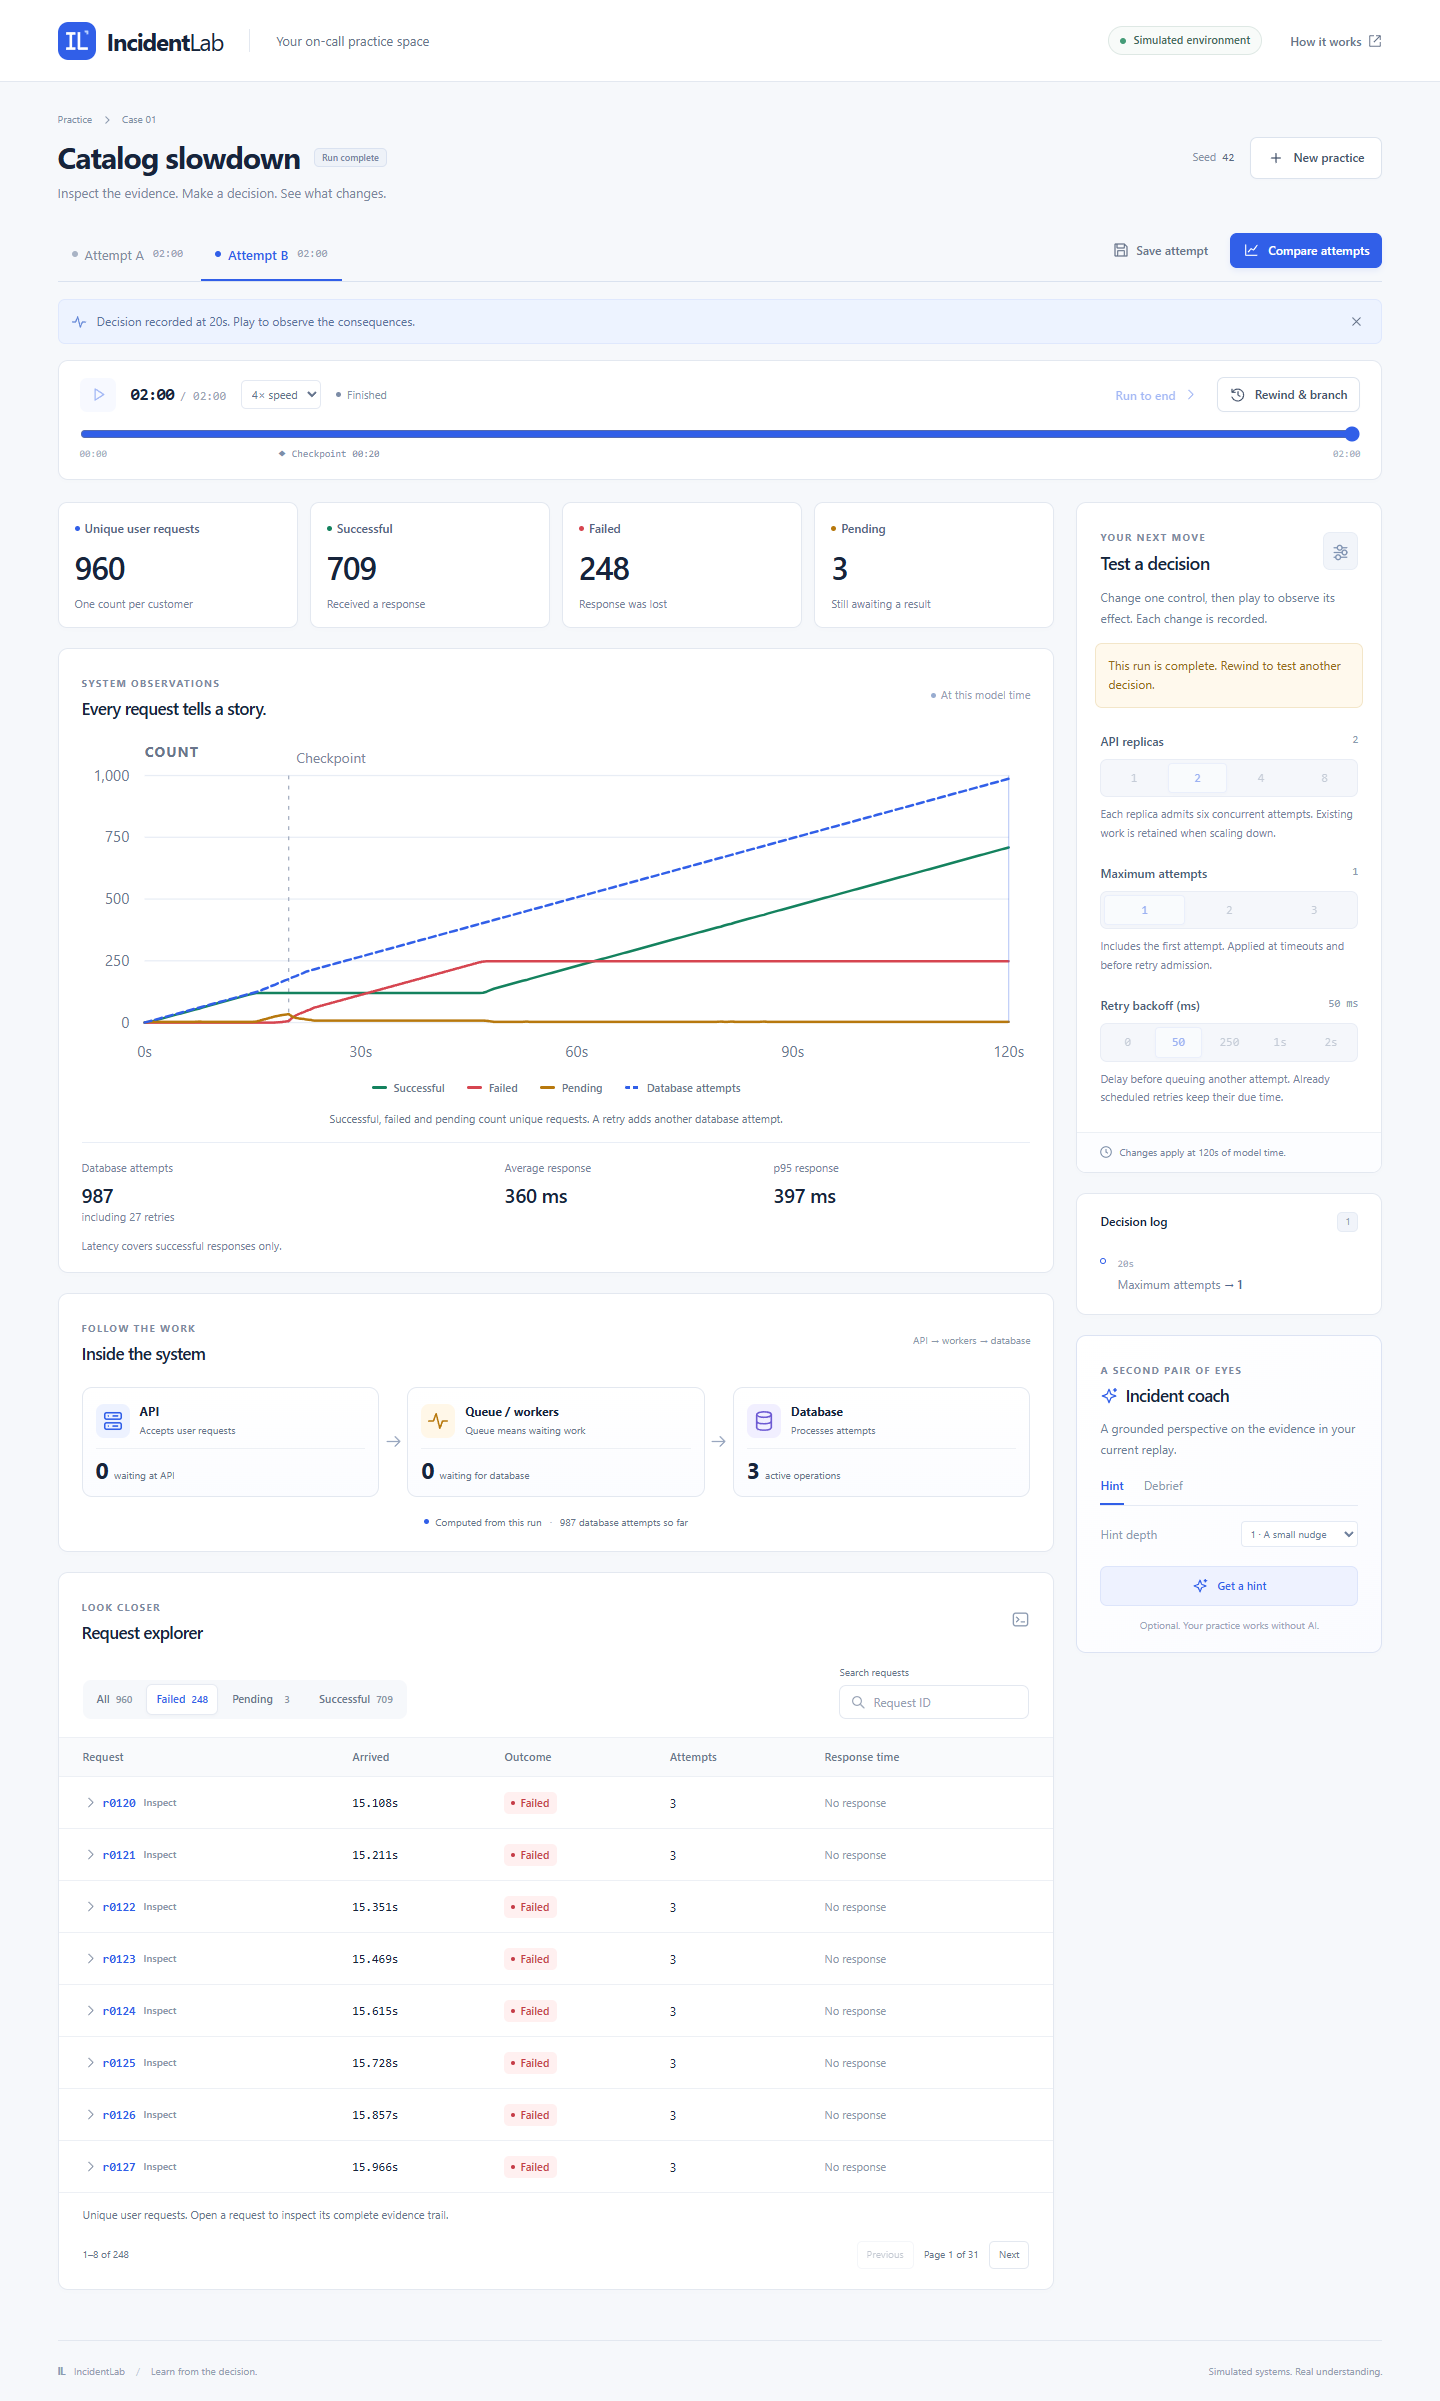 IL IncidentLab
Your on-call practice space
Simulated environment
How it works
Practice > Case 01
Catalog slowdown
Run complete
Seed 42
+ New practice
Inspect the evidence. Make a decision. See what changes.
Attempt A 02:00
Attempt B 02:00
Save attempt
Compare attempts
Decision recorded at 20s. Play to observe the consequences.
02:00 / 02:00
4× speed
Finished
Run to end
Rewind & branch
00:00
Checkpoint 00:20
02:00
Unique user requests
960
One count per customer
Successful
709
Received a response
Failed
248
Response was lost
Pending
3
Still awaiting a result
SYSTEM OBSERVATIONS
Every request tells a story.
At this model time
COUNT
Checkpoint
1,000
750
500
250
0
0s
30s
60s
90s
120s
Successful
Failed
Pending
Database attempts
Successful, failed and pending count unique requests. A retry adds another database attempt.
Database attempts
987
including 27 retries
Average response
360 ms
p95 response
397 ms
Latency covers successful responses only.
FOLLOW THE WORK
Inside the system
API → workers → database
API
Accepts user requests
0 waiting at API
Queue / workers
Queue means waiting work
0 waiting for database
Database
Processes attempts
3 active operations
Computed from this run · 987 database attempts so far
LOOK CLOSER
Request explorer
All 960
Failed 248
Pending 3
Successful 709
Search requests
Request ID
Request Arrived Outcome Attempts Response time
r0120 Inspect 15.108s Failed 3 No response
r0121 Inspect 15.211s Failed 3 No response
r0122 Inspect 15.351s Failed 3 No response
r0123 Inspect 15.469s Failed 3 No response
r0124 Inspect 15.615s Failed 3 No response
r0125 Inspect 15.728s Failed 3 No response
r0126 Inspect 15.857s Failed 3 No response
r0127 Inspect 15.966s Failed 3 No response
Unique user requests. Open a request to inspect its complete evidence trail.
1–8 of 248
Previous
Page 1 of 31
Next
YOUR NEXT MOVE
Test a decision
Change one control, then play to observe its
effect. Each change is recorded.
This run is complete. Rewind to test another
decision.
API replicas 2
1 2 4 8
Each replica admits six concurrent attempts. Existing
work is retained when scaling down.
Maximum attempts 1
1 2 3
Includes the first attempt. Applied at timeouts and
before retry admission.
Retry backoff (ms) 50 ms
0 50 250 1s 2s
Delay before queuing another attempt. Already
scheduled retries keep their due time.
Changes apply at 120s of model time.
Decision log 1
20s
Maximum attempts → 1
A SECOND PAIR OF EYES
Incident coach
A grounded perspective on the evidence in your
current replay.
Hint Debrief
Hint depth
1 · A small nudge
Get a hint
Optional. Your practice works without AI.
IL IncidentLab / Learn from the decision.
Simulated systems. Real understanding.